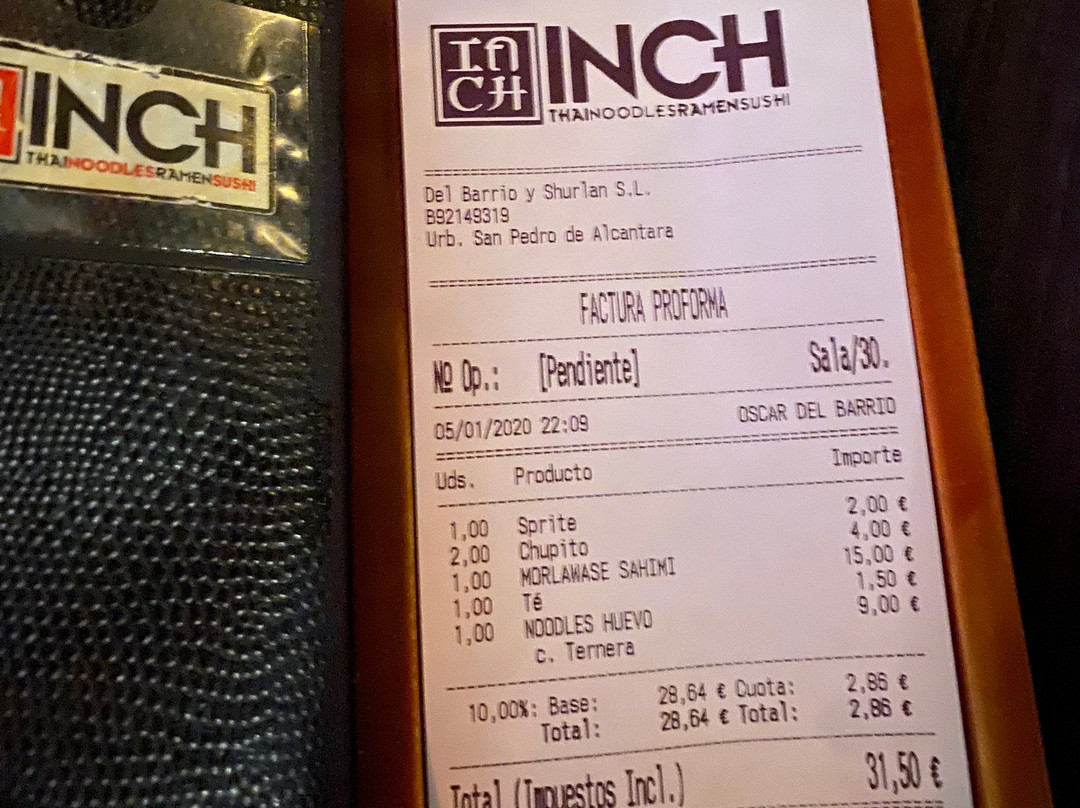 INCH
THAINOODLESRAMENSUSHI
IN
CH
INCH
THAINOODLESRAMENSUSHI
Del Barrio y Shurlan S.L.
B92149319
Urb. San Pedro de Alcantara
FACTURA PROFORMA
Nº Op.: [Pendiente] Sala/30.
05/01/2020 22:09 OSCAR DEL BARRIO
Uds. Producto Importe
1,00 Sprite 2,00 €
2,00 Chupito 4,00 €
1,00 MORLAWASE SAHIMI 15,00 €
1,00 Té 1,50 €
1,00 NOODLES HUEVO 9,00 €
c. Ternera
10,00%: Base: 28,64 € Cuota: 2,86 €
Total: 28,64 € Total: 2,86 €
Total (Impuestos Incl.) 31,50 €